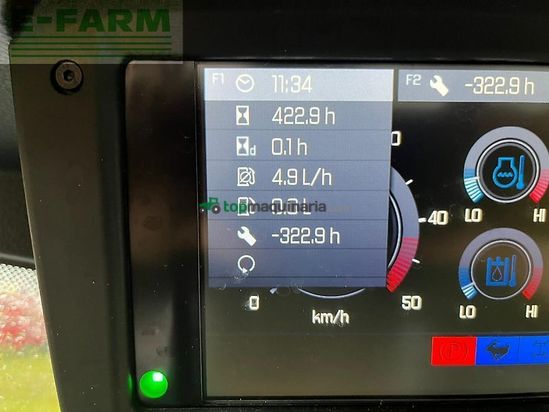 E-FARM
F1 11:34
F2 -322.9 h
422.9 h
d 0.1 h
4.9 L/h
topmaquinaria
-322.9 h
0
40
50
km/h
LO HI
LO HI
(P)